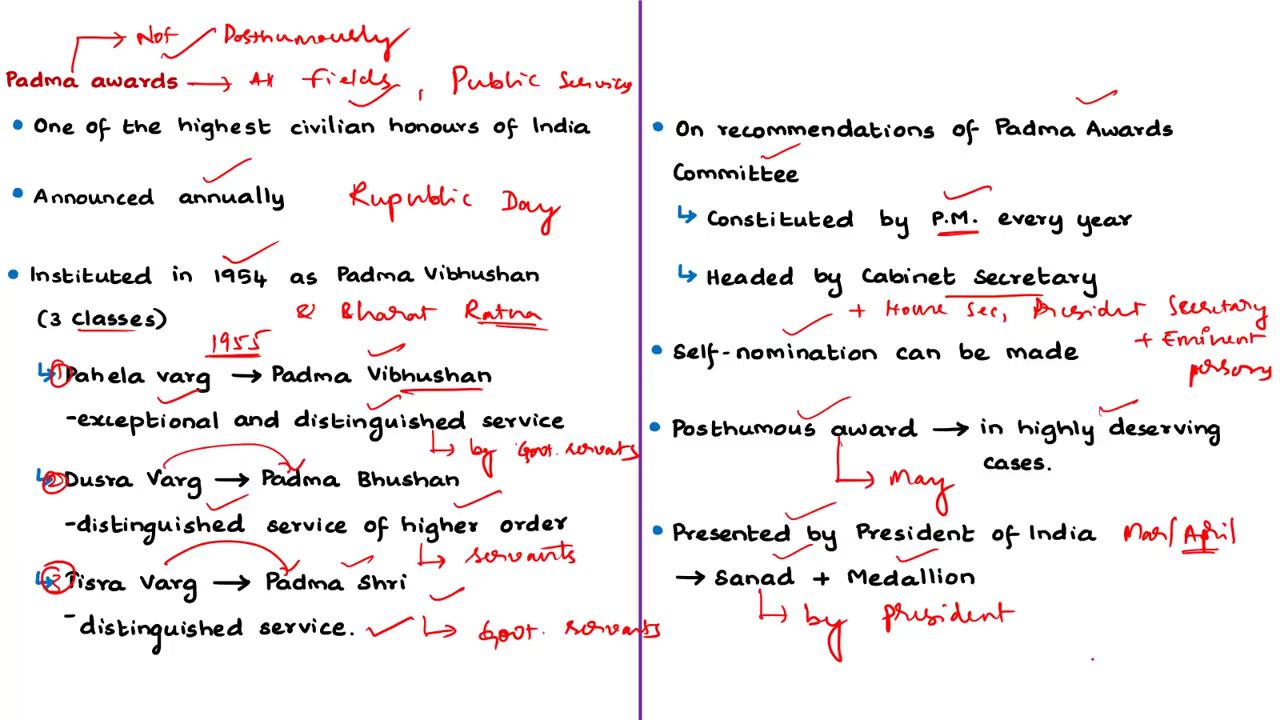 Not Posthumously
Padma awards → All fields, Public Service
• One of the highest civilian honours of India
• Announced annually Rupublic Day
• Instituted in 1954 as Padma Vibhushan
(3 classes) & Bharat Ratna
1955
① Pahela varg → Padma Vibhushan
-exceptional and distinguished service
by Govt. servants
② Dusra Varg → Padma Bhushan
-distinguished service of higher order
servants
③ Tisra Varg → Padma Shri
-distinguished service.
Govt. servants
• On recommendations of Padma Awards
Committee
↳ Constituted by P.M. every year
↳ Headed by Cabinet Secretary
+ Home Sec, President Secretary
+ Eminent
persons
• Self-nomination can be made
• Posthumous award → in highly deserving
cases.
May
• Presented by President of India Mar/April
→ Sanad + Medallion
by president